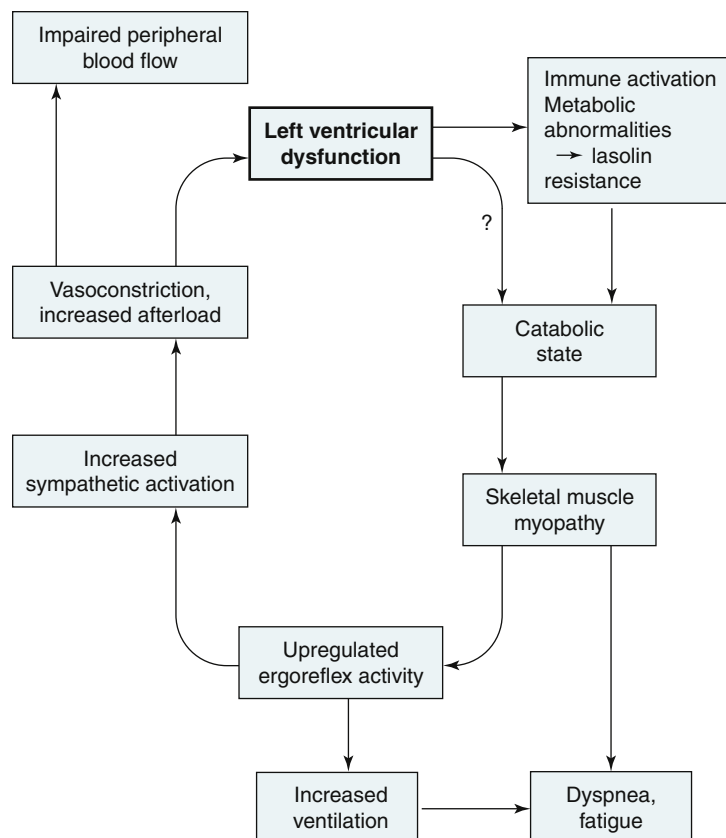 Impaired peripheral
blood flow
Left ventricular
dysfunction
Immune activation
Metabolic
abnormalities
→ lasolin
resistance
?
Vasoconstriction,
increased afterload
Catabolic
state
Increased
sympathetic activation
Skeletal muscle
myopathy
Upregulated
ergoreflex activity
Increased
ventilation
Dyspnea,
fatigue